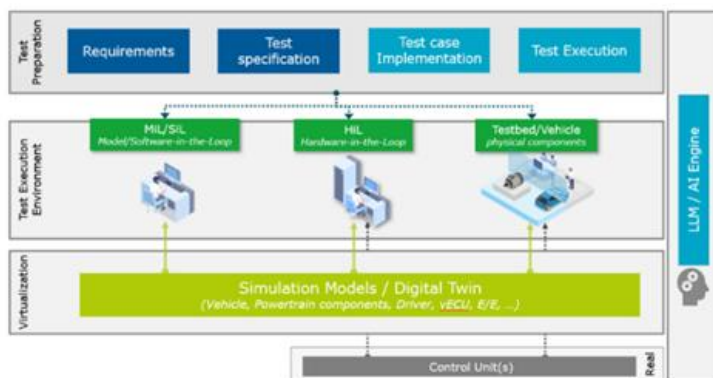 Test
Preparation
Requirements
Test
specification
Test case
Implementation
Test Execution
Test Execution
Environment
MiL/SiL
Model/Software-in-the-Loop
HiL
Hardware-in-the-Loop
Testbed/Vehicle
physical components
Virtualization
Simulation Models / Digital Twin
(Vehicle, Powertrain components, Driver, vECU, E/E, ...)
Control Unit(s)
Real
LLM / AI Engine